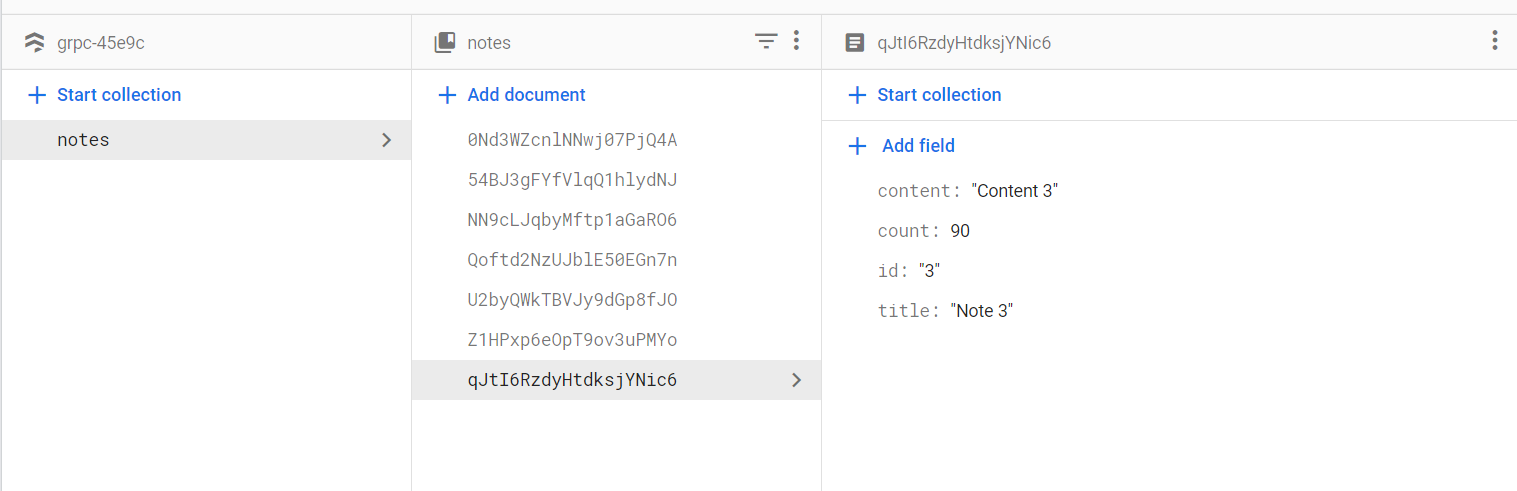 grpc-45e9c
Start collection
notes
notes
Add document
0Nd3WZcnlNNwj07PjQ4A
54BJ3gFYfVlqQ1hlydNJ
NN9cLJqbyMftp1aGaRO6
Qoftd2NzUJblE50EGn7n
U2byQWkTBVJy9dGp8fJO
Z1HPxp6eOpT9ov3uPMYo
qJtI6RzdyHtdksjYNic6
qJtI6RzdyHtdksjYNic6
Start collection
Add field
content: "Content 3"
count: 90
id: "3"
title: "Note 3"